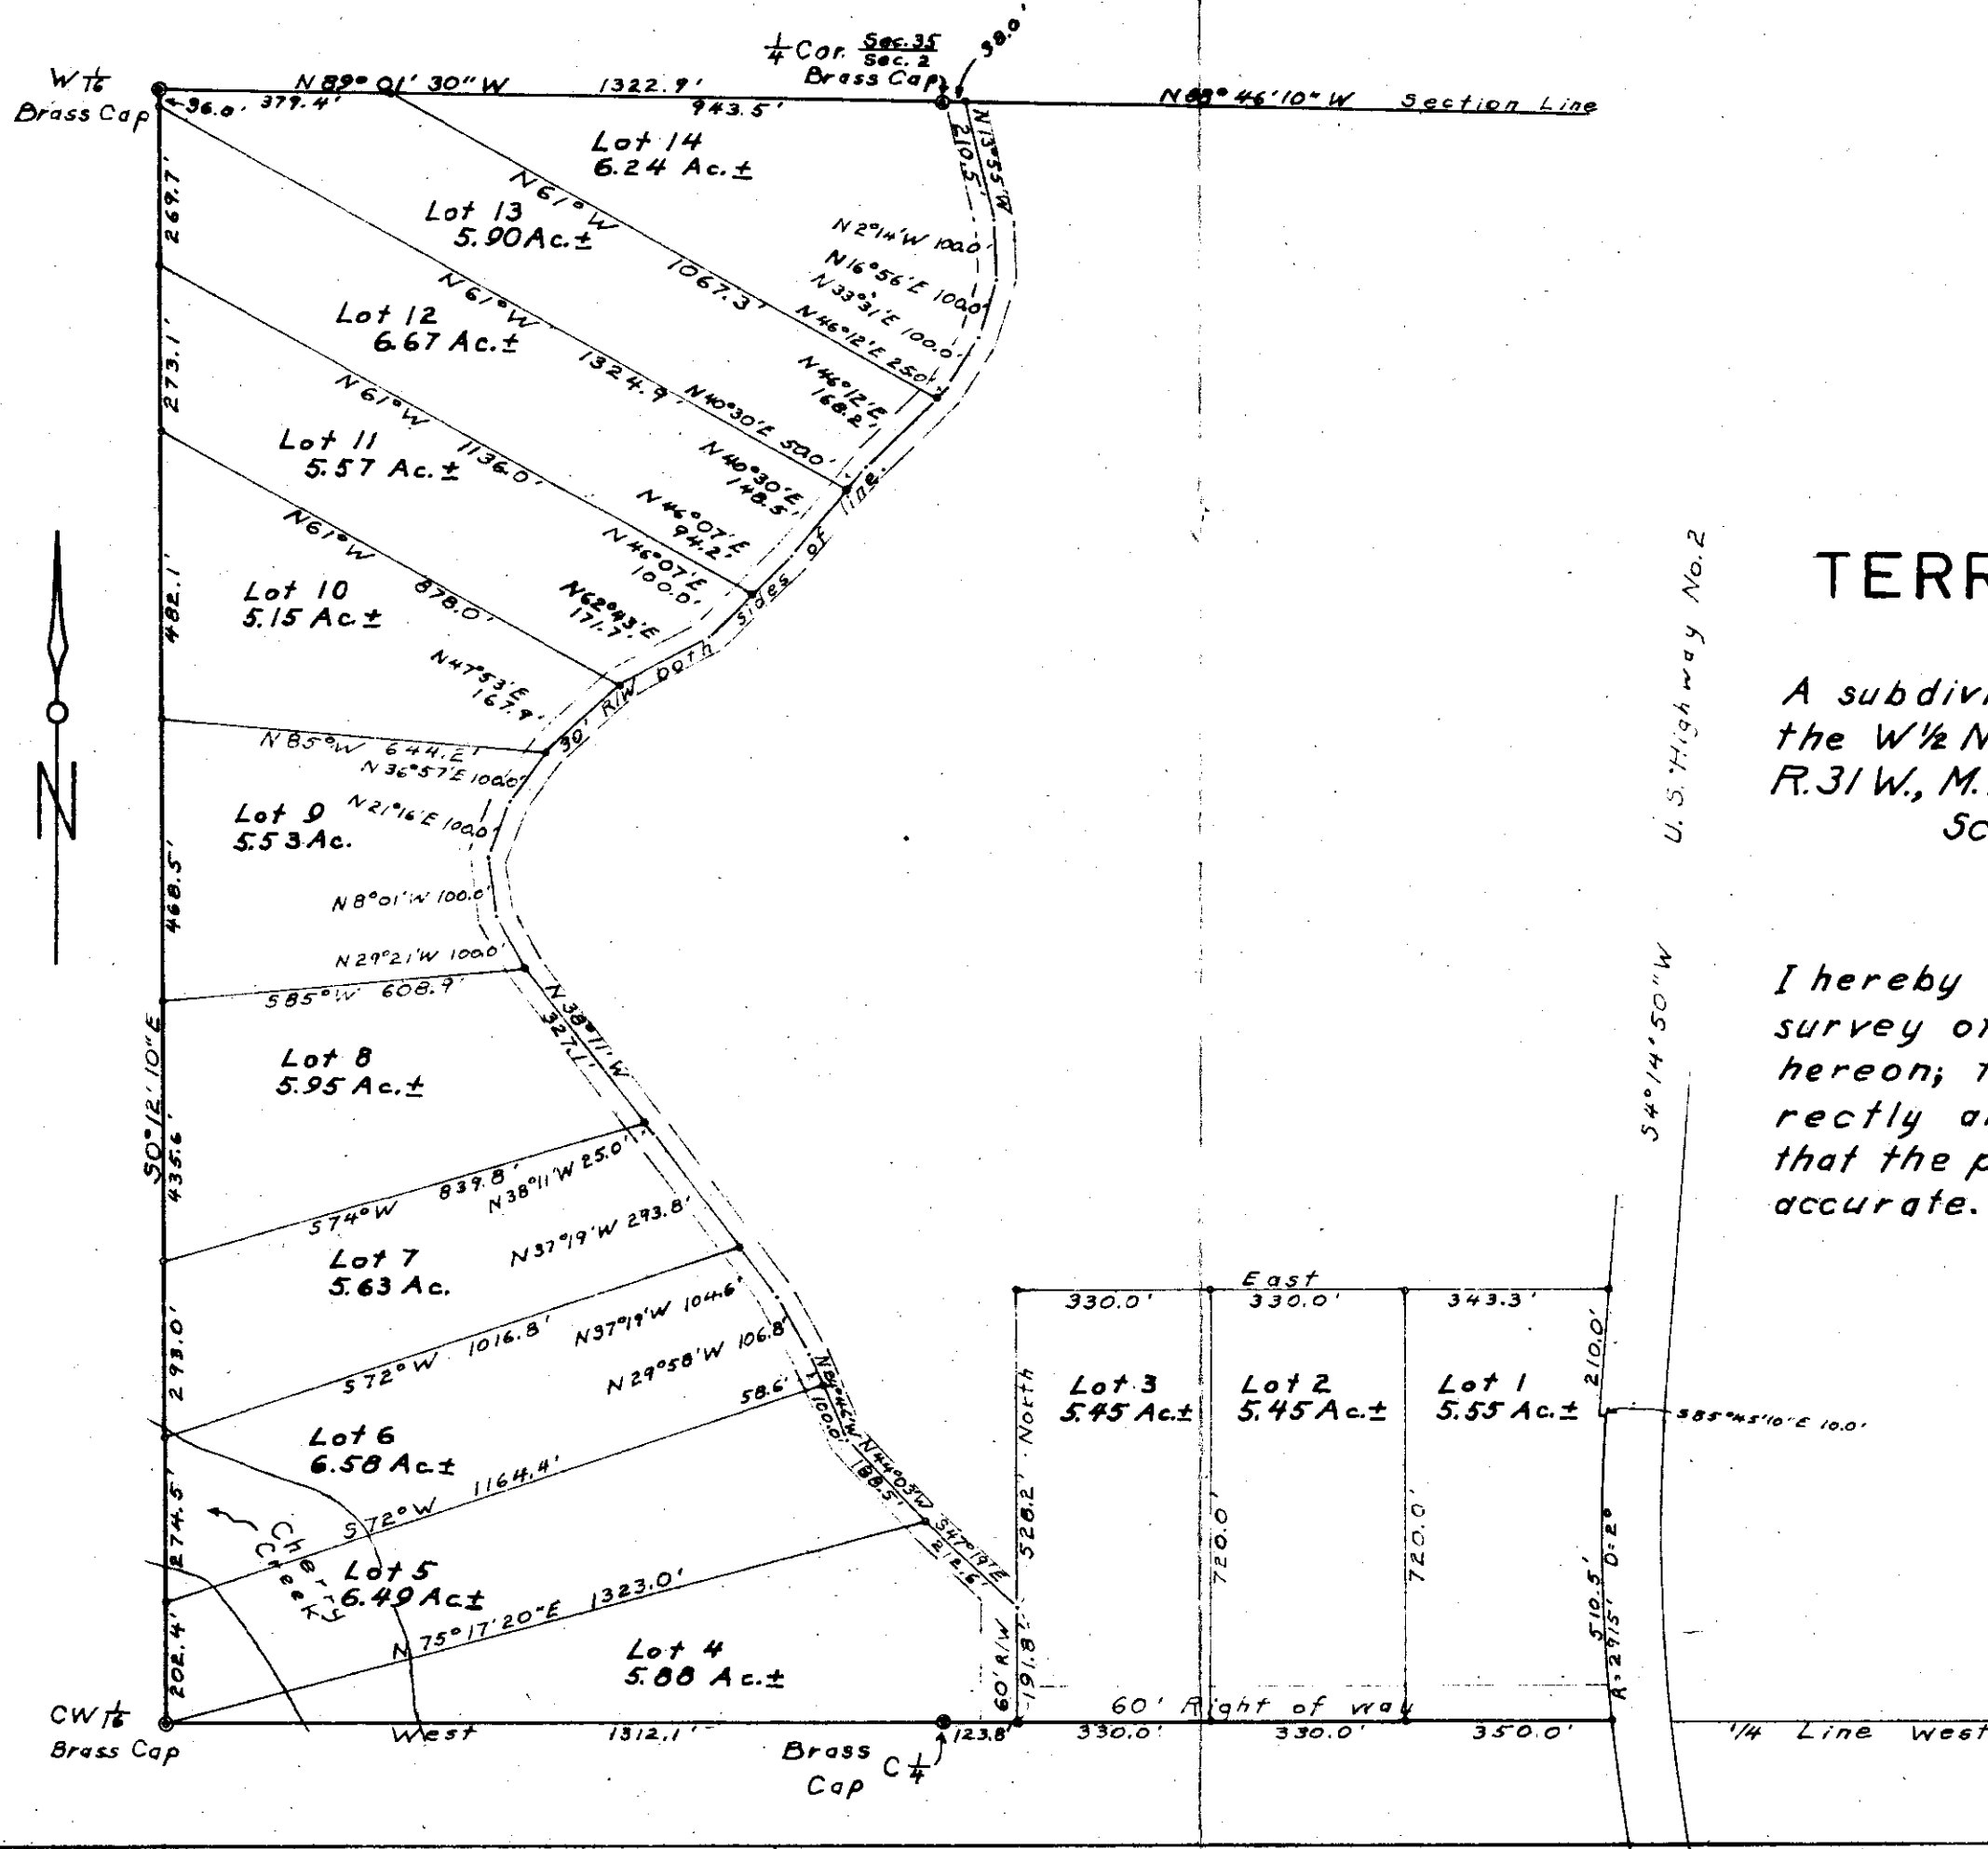 1/4 Cor. Sec. 35
Sec. 2
Brass Cap
38.0'
W 1/16
Brass Cap
N 89° 01' 30" W 1322.9'
36.0' 379.4' 943.5'
N 88° 46' 10" W Section Line
N 13° 55' W
210.5'
Lot 14
6.24 Ac. ±
N 61° W
1067.3'
Lot 13
5.90 Ac. ±
269.7'
N 2° 14' W 100.0'
N 16° 56' E 100.0'
N 33° 31' E 100.0'
N 46° 12' E 250'
N 61° W
1324.9'
Lot 12
6.67 Ac. ±
273.1'
N 46° 12' E
168.2'
N 40° 30' E 50.0'
N 61° W
1136.0'
Lot 11
5.57 Ac. ±
N 40° 30' E
148.5'
N 46° 07' E
94.2'
N 61° W
878.0'
482.1'
Lot 10
5.15 Ac. ±
N 46° 07' E
100.0'
N 62° 43' E
171.7'
N 47° 53' E
167.9'
30' R/W both sides of line.
N 85° W 644.2'
N 36° 57' E 100.0'
Lot 9
5.53 Ac.
N 21° 16' E 100.0'
468.5'
N 8° 01' W 100.0'
N 29° 21' W 100.0'
S 85° W 608.9'
N 38° 11' W
327.1'
Lot 8
5.95 Ac. ±
S 0° 12' 10" E
435.6'
839.8'
S 74° W
N 38° 11' W 25.0'
N 37° 19' W 293.8'
Lot 7
5.63 Ac.
293.0'
S 72° W 1016.8'
N 37° 19' W 104.6'
N 29° 58' W 106.8'
58.6'
100.0'
Lot 6
6.58 Ac ±
1164.4'
S 72° W
274.5'
N 44° 03' W
188.5'
Cherry
Creek
Lot 5
6.49 Ac ±
S 47° 19' E
212.6'
N 75° 17' 20" E 1323.0'
202.4'
Lot 4
5.88 Ac. ±
CW 1/16
Brass Cap
West 1312.1' 123.8'
Brass
Cap
C 1/4
60' R/W
191.8'
528.2' North
East
330.0' 330.0' 343.3'
Lot 3
5.45 Ac. ±
Lot 2
5.45 Ac. ±
Lot 1
5.55 Ac. ±
720.0'
720.0'
210.0'
S 85° 45' 10" E 10.0'
510.5' D=2°
R=2915'
60' Right of way
330.0' 330.0' 350.0'
1/4 Line West
U.S. Highway No. 2
S 4° 14' 50" W
N
TERR
A subdivi
the W 1/2 N
R. 31 W., M.
Sc
I hereby
survey of
hereon; t
rectly a
that the p
accurate.